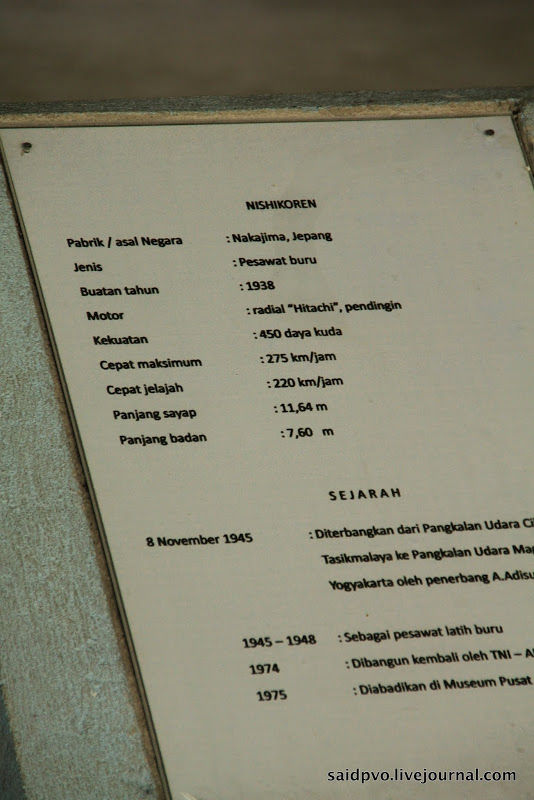 NISHIKOREN
Pabrik / asal Negara : Nakajima, Jepang
Jenis : Pesawat buru
Buatan tahun : 1938
Motor : radial "Hitachi", pendingin
Kekuatan : 450 daya kuda
Cepat maksimum : 275 km/jam
Cepat jelajah : 220 km/jam
Panjang sayap : 11,64 m
Panjang badan : 7,60 m
SEJARAH
8 November 1945 : Diterbangkan dari Pangkalan Udara
Tasikmalaya ke Pangkalan Udara
Yogyakarta oleh penerbang
1945 – 1948 : Sebagai pesawat latih buru
1974 : Dibangun kembali oleh TNI –
1975 : Diabadikan di Museum Pusat
saidpvo.livejournal.com